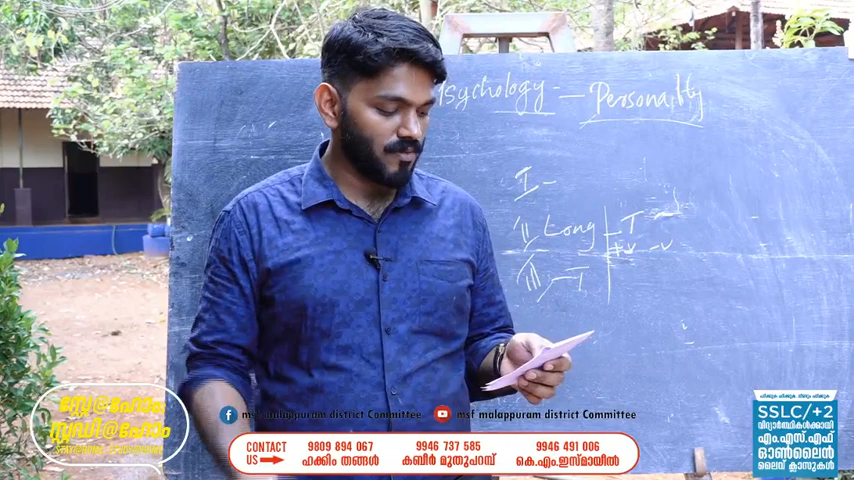 Psychology — Personality
I –
II Long – T
+v –v
III – T
സ്റ്റേ@ഹോം
സ്റ്റഡി@ഹോം
msf malappuram district Committee
msf malappuram district Committee
CONTACT US
9809 894 067
ഹക്കിം തങ്ങൾ
9946 737 585
കബീർ മുതുപറമ്പ്
9946 491 006
കെ.എം.ഇസ്മായീൽ
SSLC/+2
വിദ്യാർത്ഥികൾക്കായി
എം.എസ്.എഫ്
ഓൺലൈൻ
ലൈവ് ക്ലാസുകൾ